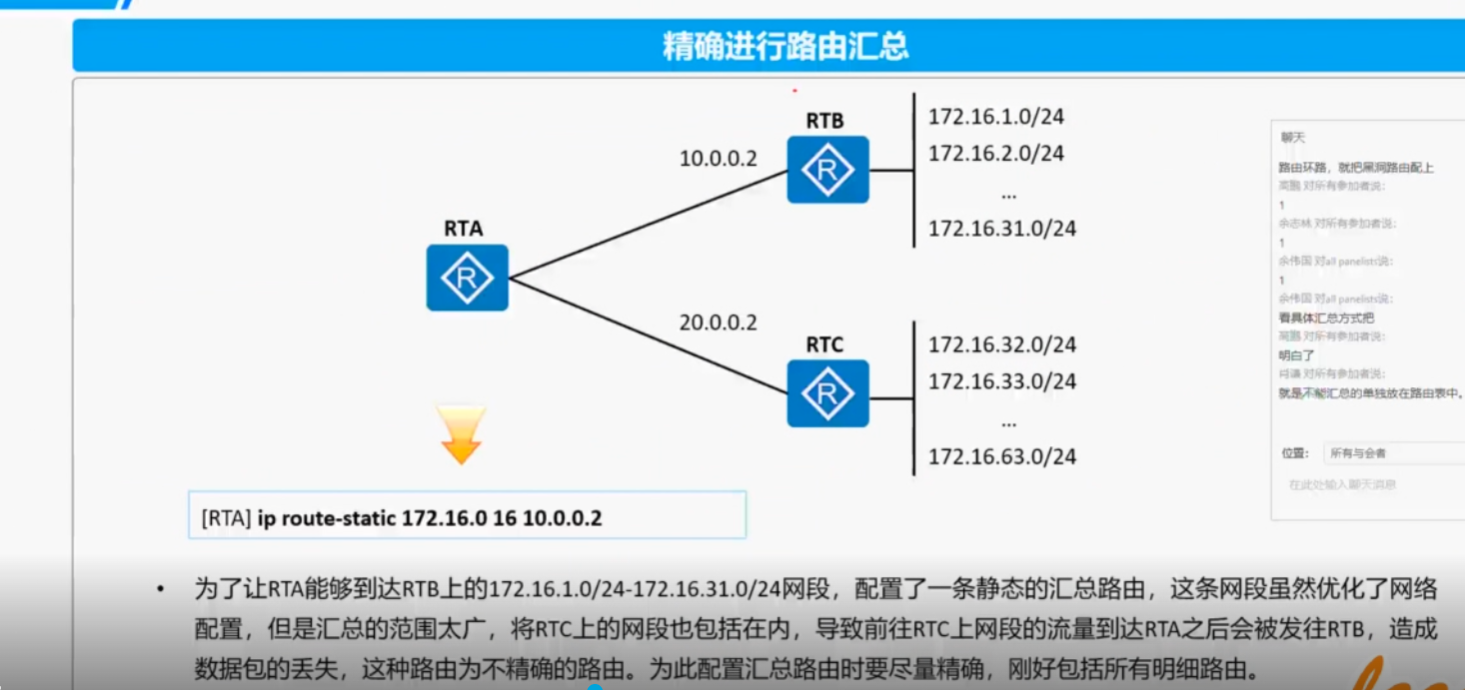 精确进行路由汇总
RTB
172.16.1.0/24
172.16.2.0/24
...
172.16.31.0/24
10.0.0.2
RTA
20.0.0.2
RTC
172.16.32.0/24
172.16.33.0/24
...
172.16.63.0/24
[RTA] ip route-static 172.16.0 16 10.0.0.2
聊天
路由环路，就把黑洞路由配上
对所有参加者说：
1
余志林 对所有参加者说：
1
余伟国 对all panelists说：
1
余伟国 对all panelists说：
看具体汇总方式把
对所有参加者说：
明白了
对所有参加者说：
就是不能汇总的单独放在路由表中。
位置： 所有与会者
在此处输入聊天消息
• 为了让RTA能够到达RTB上的172.16.1.0/24-172.16.31.0/24网段，配置了一条静态的汇总路由，这条网段虽然优化了网络
配置，但是汇总的范围太广，将RTC上的网段也包括在内，导致前往RTC上网段的流量到达RTA之后会被发往RTB，造成
数据包的丢失，这种路由为不精确的路由。为此配置汇总路由时要尽量精确，刚好包括所有明细路由。